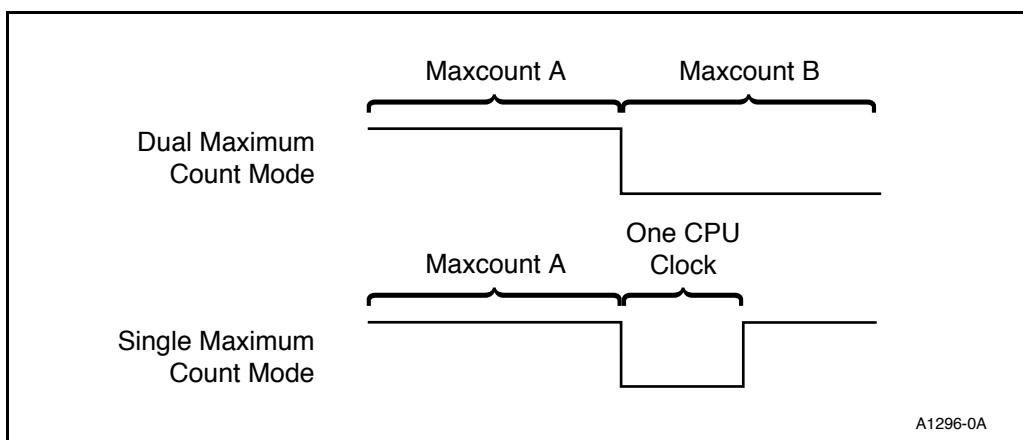 Maxcount A
Maxcount B
Dual Maximum
Count Mode
One CPU
Clock
Maxcount A
Single Maximum
Count Mode
A1296-0A